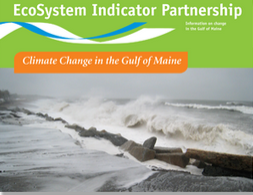 EcoSystem Indicator Partnership
Information on change
in the Gulf of Maine
Climate Change in the Gulf of Maine